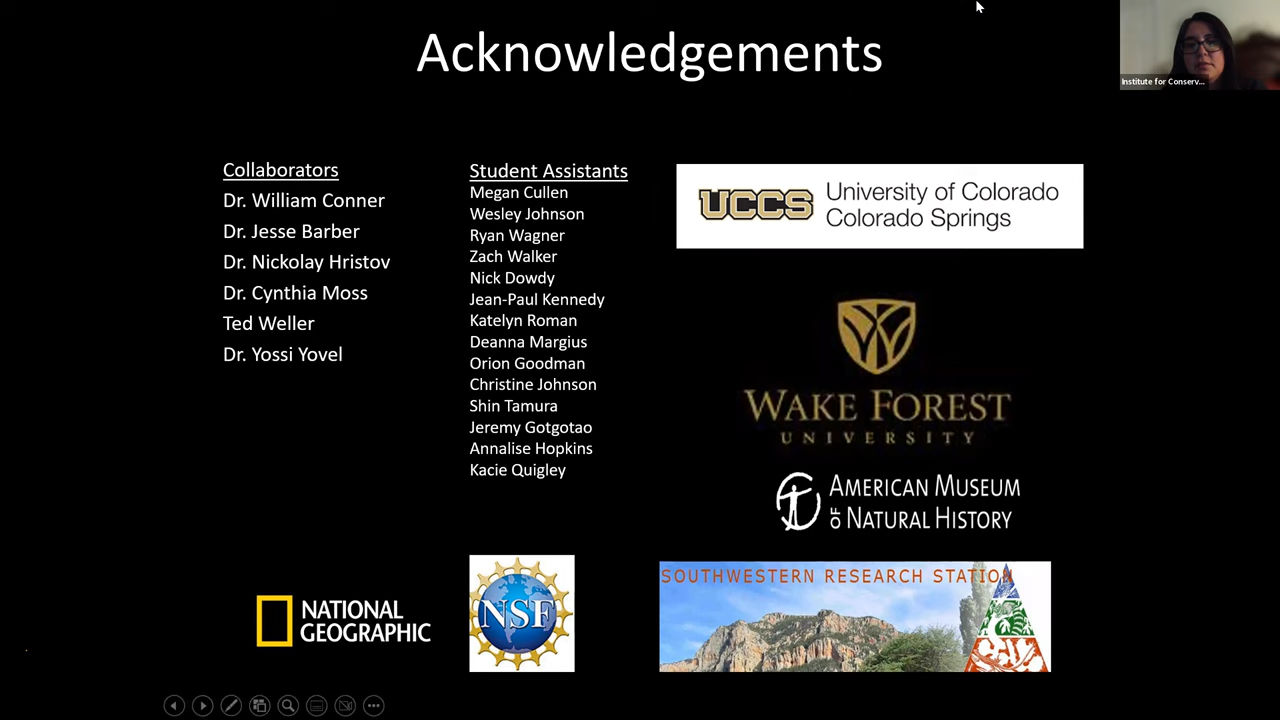 Acknowledgements
Institute for Conserv...
Collaborators
Dr. William Conner
Dr. Jesse Barber
Dr. Nickolay Hristov
Dr. Cynthia Moss
Ted Weller
Dr. Yossi Yovel
Student Assistants
Megan Cullen
Wesley Johnson
Ryan Wagner
Zach Walker
Nick Dowdy
Jean-Paul Kennedy
Katelyn Roman
Deanna Margius
Orion Goodman
Christine Johnson
Shin Tamura
Jeremy Gotgotao
Annalise Hopkins
Kacie Quigley
UCCS
University of Colorado
Colorado Springs
WAKE FOREST
UNIVERSITY
AMERICAN MUSEUM
OF NATURAL HISTORY
NATIONAL
GEOGRAPHIC
NSF
SOUTHWESTERN RESEARCH STATION